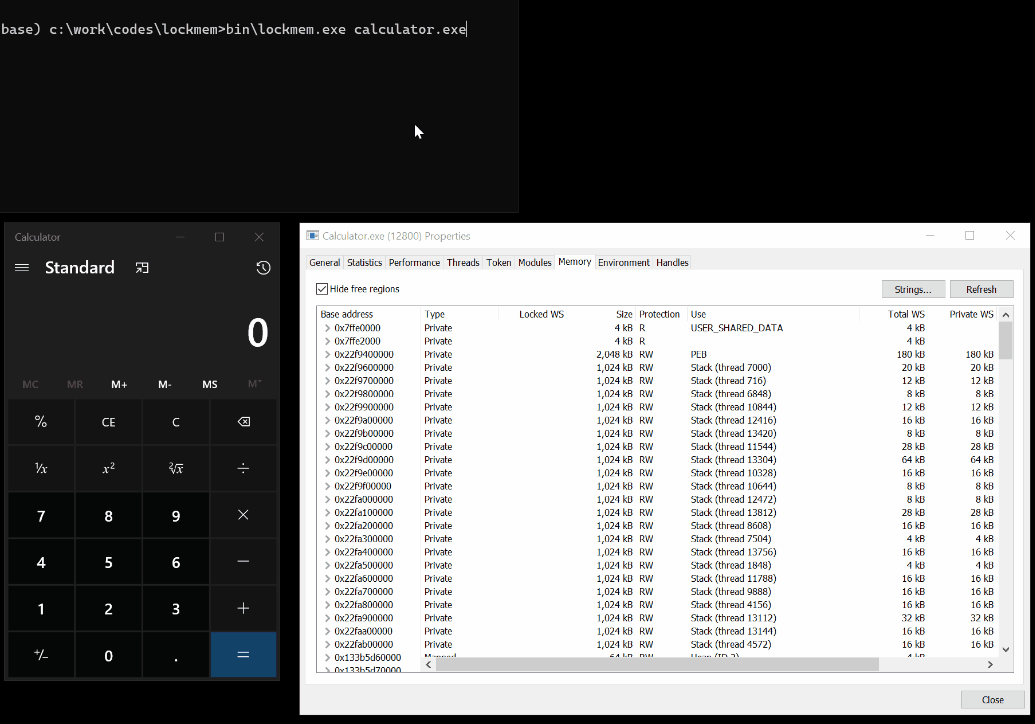 base) c:\work\codes\lockmem>bin\lockmem.exe calculator.exe
Calculator
Standard
0
MC MR M+ M- MS M˅
% CE C
¹/x x² ²√x ÷
7 8 9 ×
4 5 6 −
1 2 3 +
+/− 0 . =
Calculator.exe (12800) Properties
General Statistics Performance Threads Token Modules Memory Environment Handles
Hide free regions
Strings... Refresh
Base address Type Locked WS Size Protection Use Total WS Private WS
0x7ffe0000 Private 4 kB R USER_SHARED_DATA 4 kB
0x7ffe2000 Private 4 kB R 4 kB
0x22f9400000 Private 2,048 kB RW PEB 180 kB 180 kB
0x22f9600000 Private 1,024 kB RW Stack (thread 7000) 20 kB 20 kB
0x22f9700000 Private 1,024 kB RW Stack (thread 716) 12 kB 12 kB
0x22f9800000 Private 1,024 kB RW Stack (thread 6848) 8 kB 8 kB
0x22f9900000 Private 1,024 kB RW Stack (thread 10844) 12 kB 12 kB
0x22f9a00000 Private 1,024 kB RW Stack (thread 12416) 16 kB 16 kB
0x22f9b00000 Private 1,024 kB RW Stack (thread 13420) 8 kB 8 kB
0x22f9c00000 Private 1,024 kB RW Stack (thread 11544) 28 kB 28 kB
0x22f9d00000 Private 1,024 kB RW Stack (thread 13304) 64 kB 64 kB
0x22f9e00000 Private 1,024 kB RW Stack (thread 10328) 16 kB 16 kB
0x22f9f00000 Private 1,024 kB RW Stack (thread 10644) 8 kB 8 kB
0x22fa000000 Private 1,024 kB RW Stack (thread 12472) 8 kB 8 kB
0x22fa100000 Private 1,024 kB RW Stack (thread 13812) 28 kB 28 kB
0x22fa200000 Private 1,024 kB RW Stack (thread 8608) 16 kB 16 kB
0x22fa300000 Private 1,024 kB RW Stack (thread 7504) 4 kB 4 kB
0x22fa400000 Private 1,024 kB RW Stack (thread 13756) 16 kB 16 kB
0x22fa500000 Private 1,024 kB RW Stack (thread 1848) 4 kB 4 kB
0x22fa600000 Private 1,024 kB RW Stack (thread 11788) 16 kB 16 kB
0x22fa700000 Private 1,024 kB RW Stack (thread 9888) 16 kB 16 kB
0x22fa800000 Private 1,024 kB RW Stack (thread 4156) 16 kB 16 kB
0x22fa900000 Private 1,024 kB RW Stack (thread 13112) 32 kB 32 kB
0x22faa00000 Private 1,024 kB RW Stack (thread 13144) 16 kB 16 kB
0x22fab00000 Private 1,024 kB RW Stack (thread 4572) 16 kB 16 kB
0x133b5d60000 Mapped 64 kB RW Heap (ID 2) 4 kB
0x133b5d70000
Close